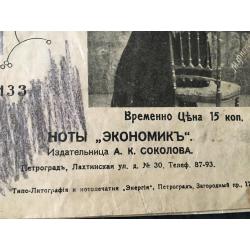 133
Временно Цѣна 15 коп.
НОТЫ „ЭКОНОМИКЪ“.
Издательница А. К. СОКОЛОВА.
Петроградъ, Лахтинская ул. д. № 30, Телеф. 87-93.
Типо-Литографія и нотопечатня „Энергія“, Петроградъ, Загородный пр., 17